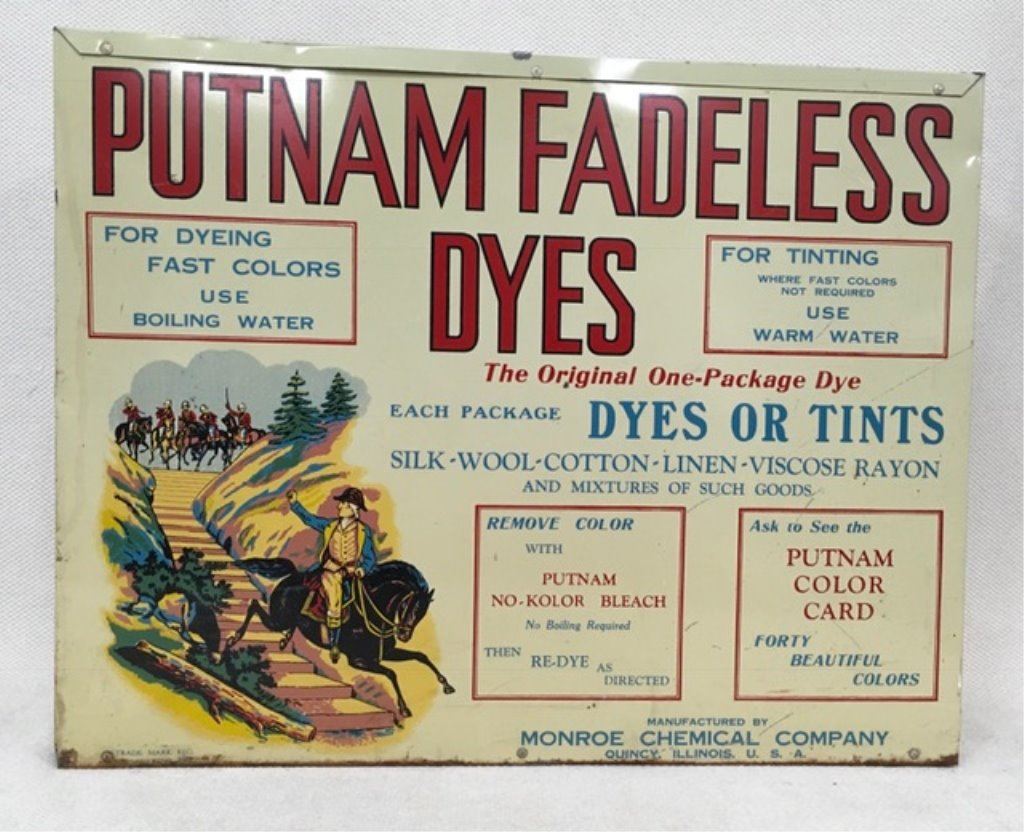 PUTNAM FADELESS
DYES
FOR DYEING
FAST COLORS
USE
BOILING WATER
FOR TINTING
WHERE FAST COLORS
NOT REQUIRED
USE
WARM WATER
The Original One-Package Dye
EACH PACKAGE DYES OR TINTS
SILK-WOOL-COTTON-LINEN-VISCOSE RAYON
AND MIXTURES OF SUCH GOODS.
REMOVE COLOR
WITH
PUTNAM
NO-KOLOR BLEACH
No Boiling Required
THEN RE-DYE AS
DIRECTED
Ask to See the
PUTNAM
COLOR
CARD
FORTY
BEAUTIFUL
COLORS
MANUFACTURED BY
MONROE CHEMICAL COMPANY
QUINCY, ILLINOIS, U. S. A.
TRADE MARK REG.